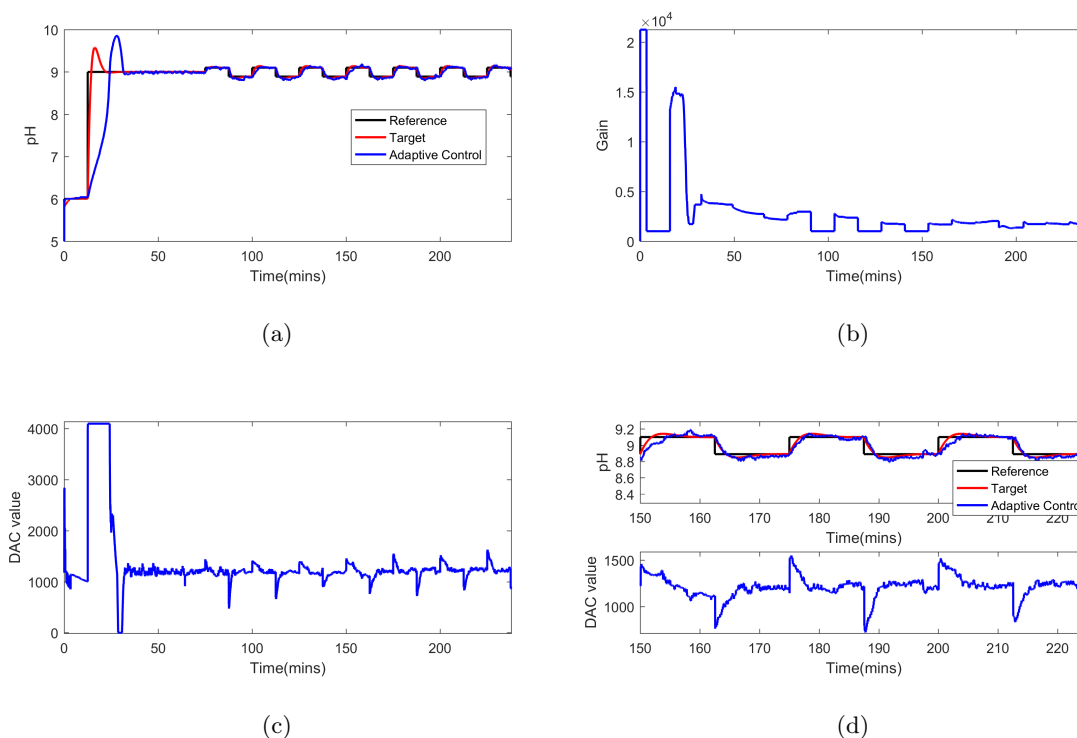 10
9
8
7
6
5
pH
0 50 100 150 200
Time(mins)
Reference
Target
Adaptive Control
(a)
×10⁴
2
1.5
1
0.5
0
Gain
0 50 100 150 200
Time(mins)
(b)
4000
3000
2000
1000
0
DAC value
0 50 100 150 200
Time(mins)
(c)
9.2
9
8.8
8.6
8.4
pH
150 160 170 180 190 200 210 220
Time(mins)
Reference
Target
Adaptive Control
1500
1000
DAC value
150 160 170 180 190 200 210 220
Time(mins)
(d)